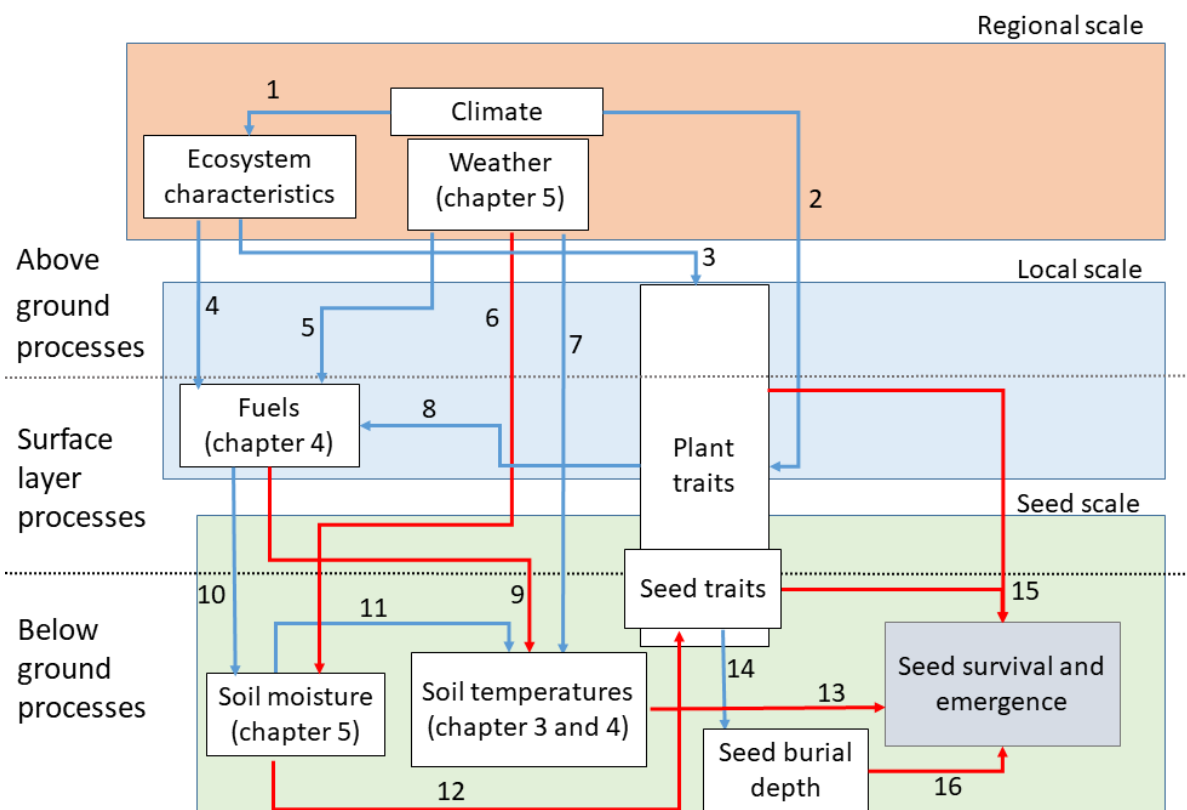 Regional scale
1
Climate
Ecosystem
characteristics
Weather
(chapter 5)
2
Above
ground
processes
3
Local scale
4
5
6
7
Fuels
(chapter 4)
8
Surface
layer
processes
Plant
traits
Seed scale
Seed traits
10
11
9
15
Below
ground
processes
Soil moisture
(chapter 5)
Soil temperatures
(chapter 3 and 4)
14
13
Seed survival and
emergence
Seed burial
depth
12
16